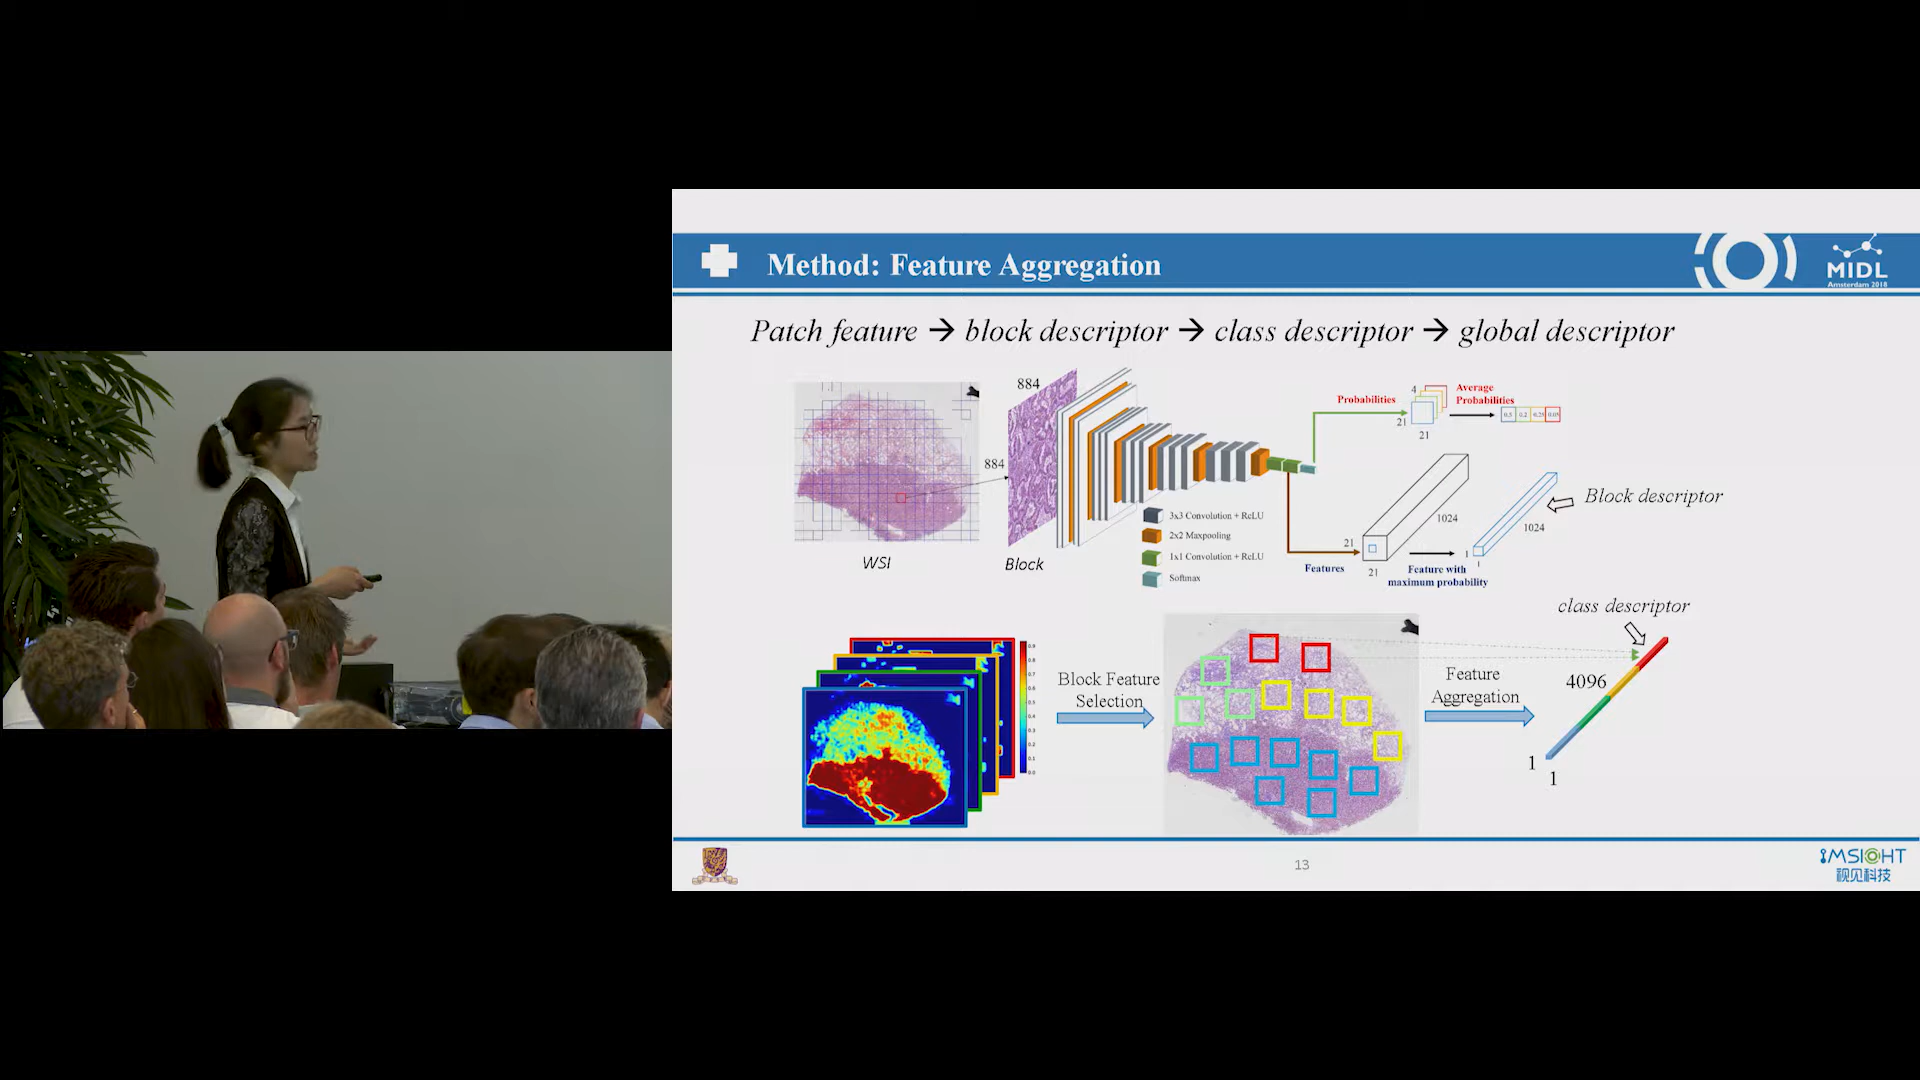 Method: Feature Aggregation
MIDL
Amsterdam 2018
Patch feature → block descriptor → class descriptor → global descriptor
884
884
WSI
Block
3x3 Convolution + ReLU
2x2 Maxpooling
1x1 Convolution + ReLU
Softmax
Probabilities
4
21
21
Average
Probabilities
Features
21
21
1024
Feature with
maximum probability
1
1
1024
Block descriptor
Block Feature
Selection
Feature
Aggregation
class descriptor
4096
1
1
13
iMSIGHT
视见科技